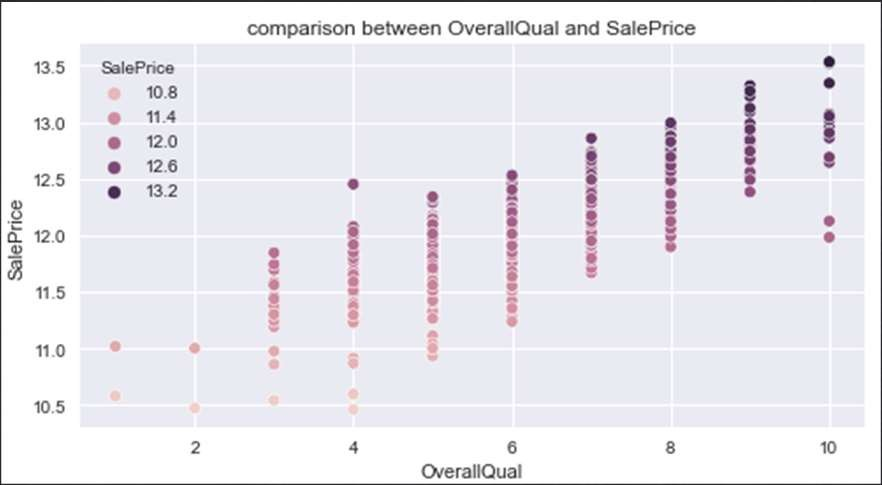 comparison between OverallQual and SalePrice
SalePrice
10.8
11.4
12.0
12.6
13.2
13.5
13.0
12.5
12.0
11.5
11.0
10.5
SalePrice
2 4 6 8 10
OverallQual